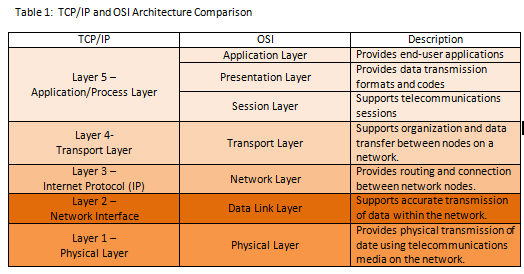 Table 1:  TCP/IP and OSI Architecture Comparison
TCP/IP
OSI
Description
Layer 5 –
Application/Process Layer
Application Layer
Provides end-user applications
Presentation Layer
Provides data transmission
formats and codes
Session Layer
Supports telecommunications
sessions
Layer 4-
Transport Layer
Transport Layer
Supports organization and data
transfer between nodes on a
network.
Layer 3 –
Internet Protocol (IP)
Network Layer
Provides routing and connection
between network nodes.
Layer 2 –
Network Interface
Data Link Layer
Supports accurate transmission
of data within the network.
Layer 1 –
Physical Layer
Physical Layer
Provides physical transmission of
date using telecommunications
media on the network.